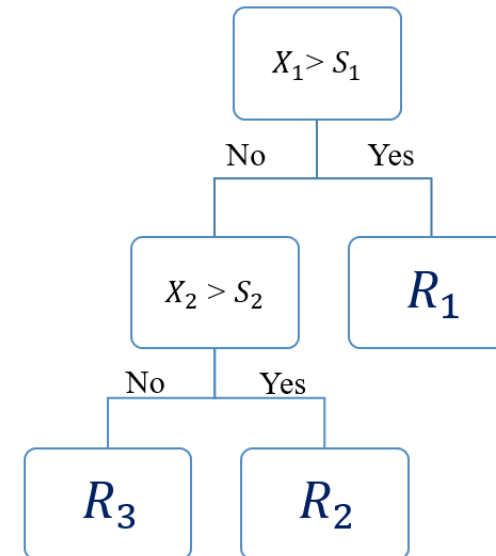 X₁> S₁
No Yes
X₂ > S₂
R₁
No Yes
R₃
R₂